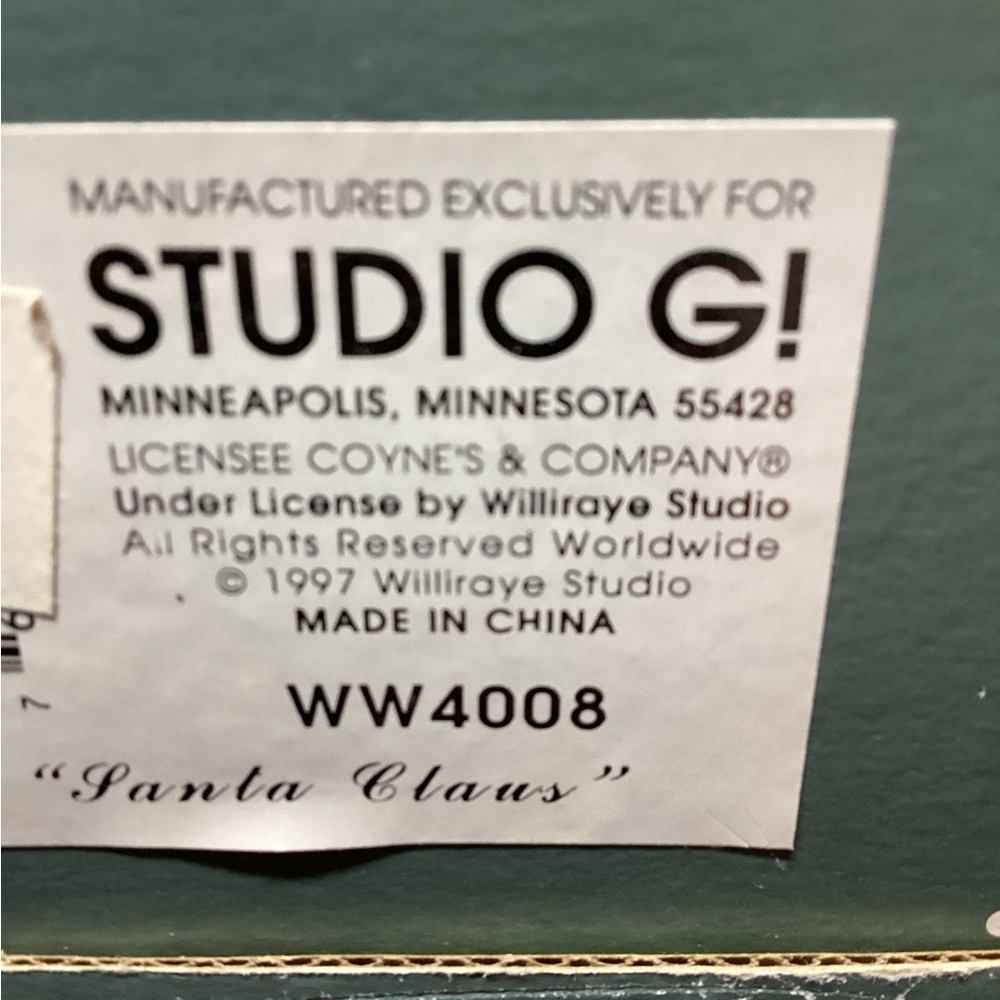 MANUFACTURED EXCLUSIVELY FOR
STUDIO G!
MINNEAPOLIS, MINNESOTA 55428
LICENSEE COYNE'S & COMPANY®
Under License by Williraye Studio
All Rights Reserved Worldwide
© 1997 Williraye Studio
MADE IN CHINA
7
WW4008
"Santa Claus"